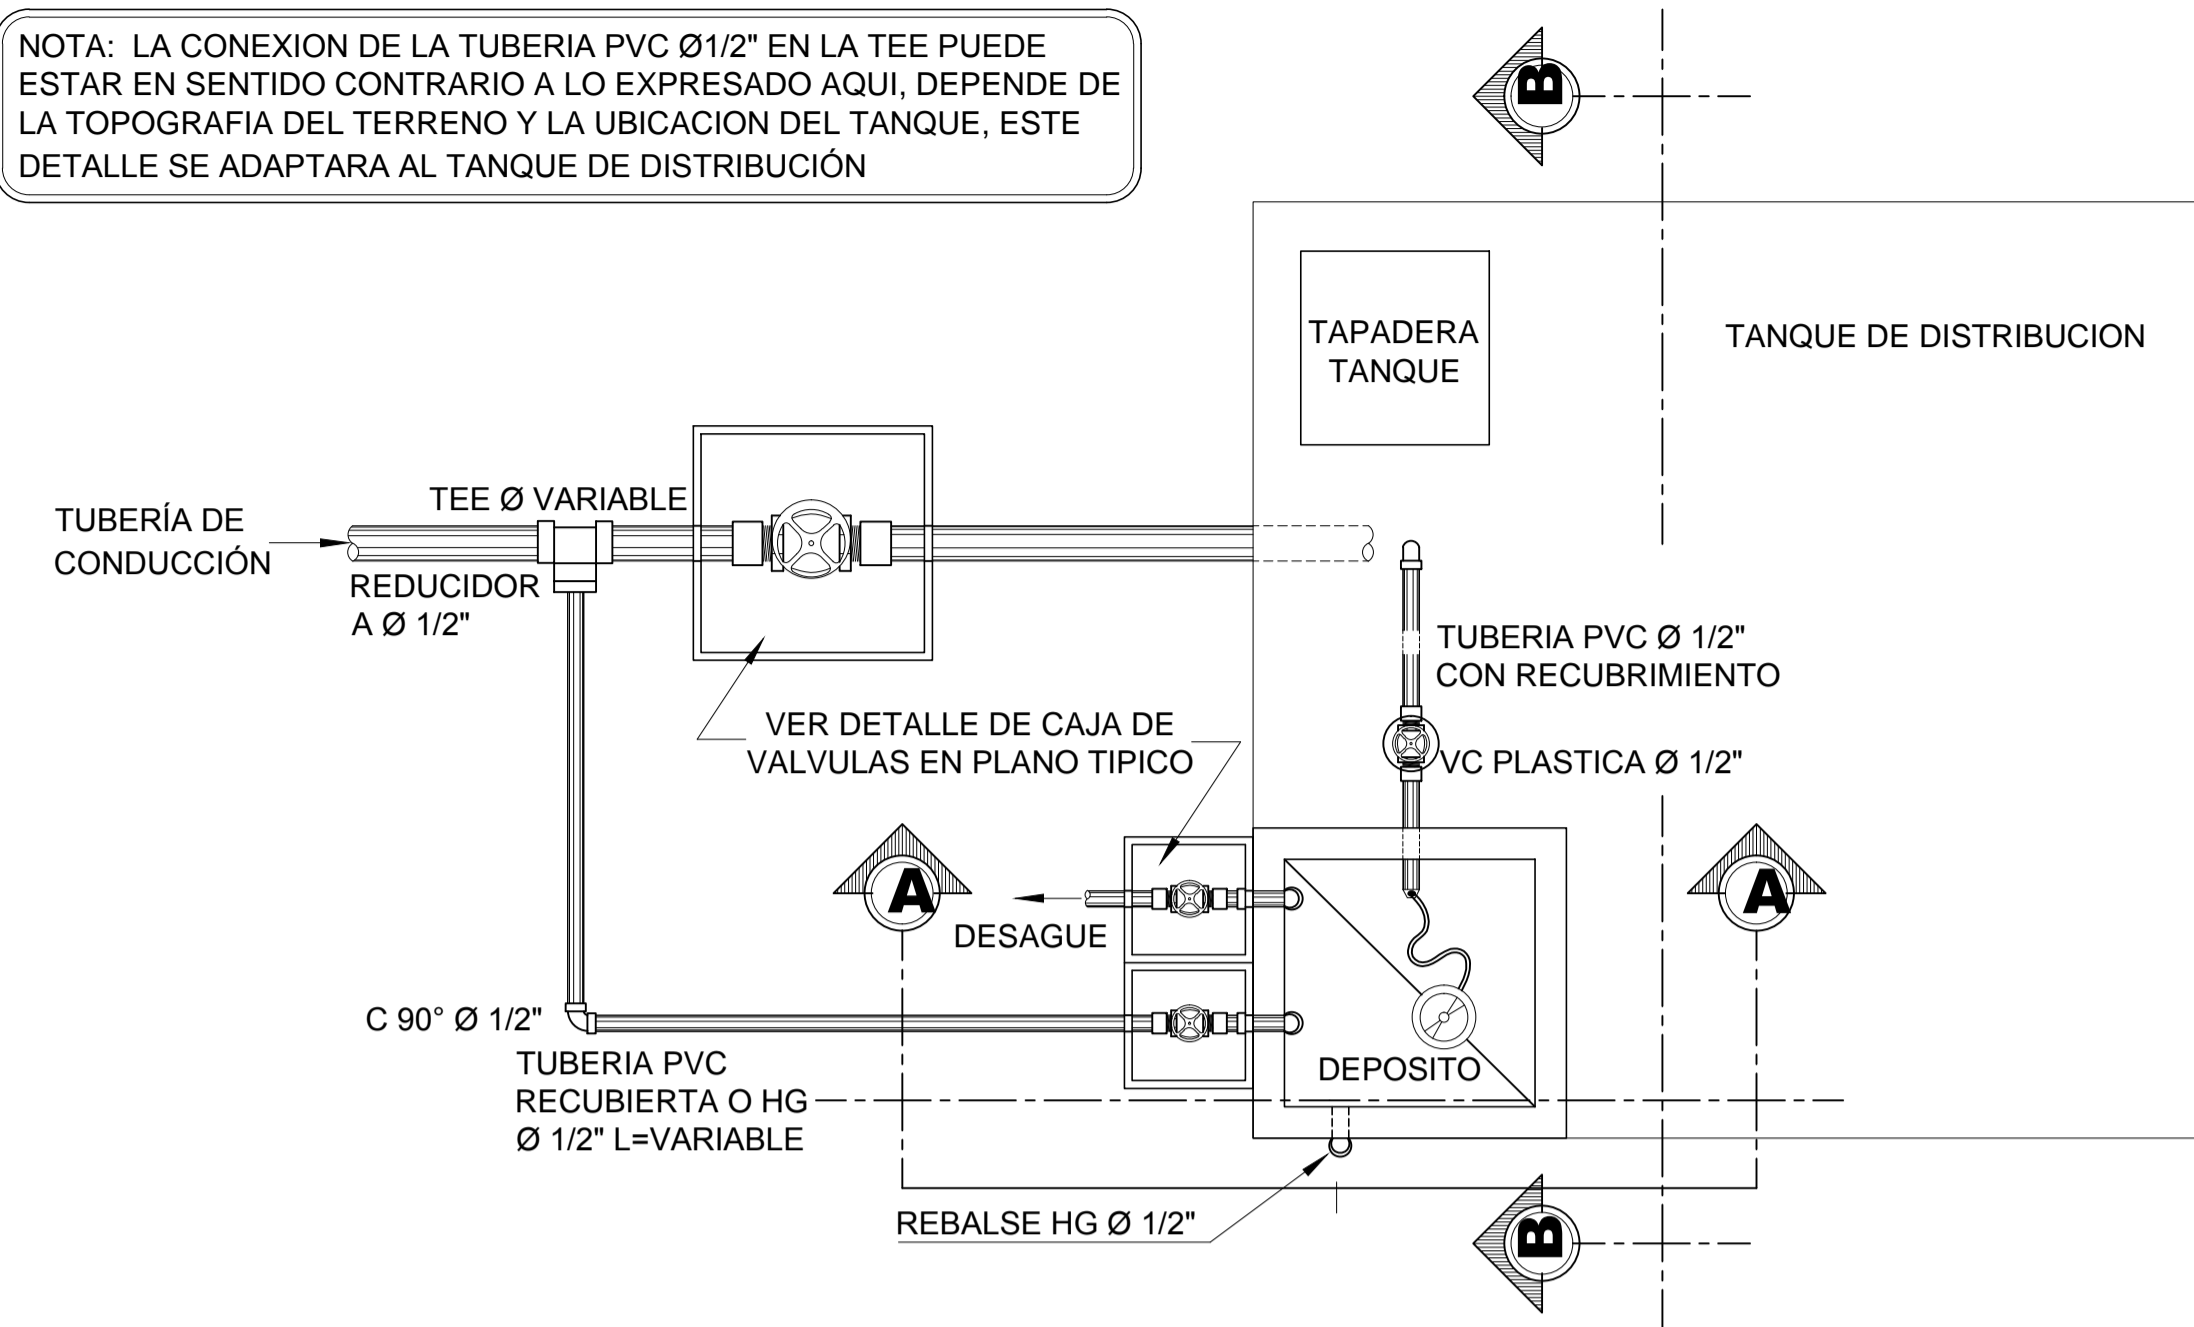 NOTA: LA CONEXION DE LA TUBERIA PVC Ø1/2" EN LA TEE PUEDE
ESTAR EN SENTIDO CONTRARIO A LO EXPRESADO AQUI, DEPENDE DE
LA TOPOGRAFIA DEL TERRENO Y LA UBICACION DEL TANQUE, ESTE
DETALLE SE ADAPTARA AL TANQUE DE DISTRIBUCIÓN
B
TAPADERA
TANQUE
TANQUE DE DISTRIBUCION
TEE Ø VARIABLE
TUBERÍA DE
CONDUCCIÓN
REDUCIDOR
A Ø 1/2"
TUBERIA PVC Ø 1/2"
CON RECUBRIMIENTO
VER DETALLE DE CAJA DE
VALVULAS EN PLANO TIPICO
VC PLASTICA Ø 1/2"
A
A
DESAGUE
C 90° Ø 1/2"
TUBERIA PVC
RECUBIERTA O HG
Ø 1/2" L=VARIABLE
DEPOSITO
REBALSE HG Ø 1/2"
B